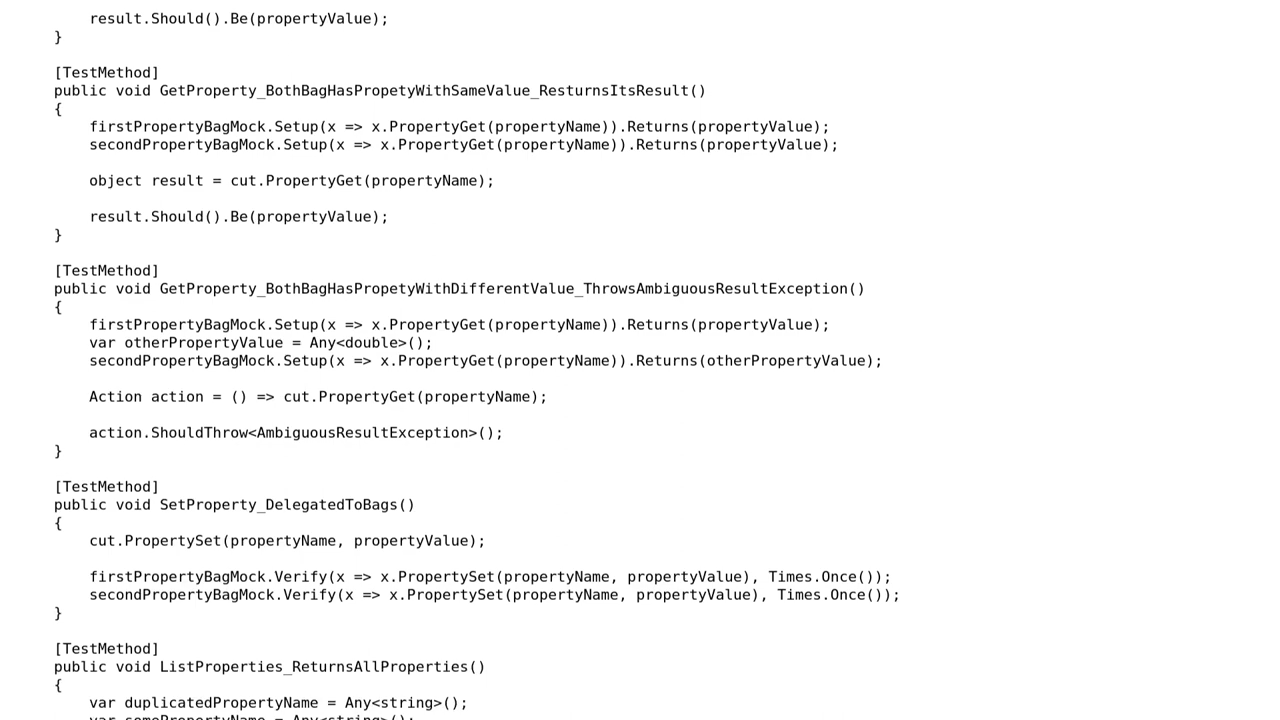 result.Should().Be(propertyValue);
}
[TestMethod]
public void GetProperty_BothBagHasPropetyWithSameValue_ResturnsItsResult()
{
firstPropertyBagMock.Setup(x => x.PropertyGet(propertyName)).Returns(propertyValue);
secondPropertyBagMock.Setup(x => x.PropertyGet(propertyName)).Returns(propertyValue);
object result = cut.PropertyGet(propertyName);
result.Should().Be(propertyValue);
}
[TestMethod]
public void GetProperty_BothBagHasPropetyWithDifferentValue_ThrowsAmbiguousResultException()
{
firstPropertyBagMock.Setup(x => x.PropertyGet(propertyName)).Returns(propertyValue);
var otherPropertyValue = Any<double>();
secondPropertyBagMock.Setup(x => x.PropertyGet(propertyName)).Returns(otherPropertyValue);
Action action = () => cut.PropertyGet(propertyName);
action.ShouldThrow<AmbiguousResultException>();
}
[TestMethod]
public void SetProperty_DelegatedToBags()
{
cut.PropertySet(propertyName, propertyValue);
firstPropertyBagMock.Verify(x => x.PropertySet(propertyName, propertyValue), Times.Once());
secondPropertyBagMock.Verify(x => x.PropertySet(propertyName, propertyValue), Times.Once());
}
[TestMethod]
public void ListProperties_ReturnsAllProperties()
{
var duplicatedPropertyName = Any<string>();
var somePropertyName = Any<string>();